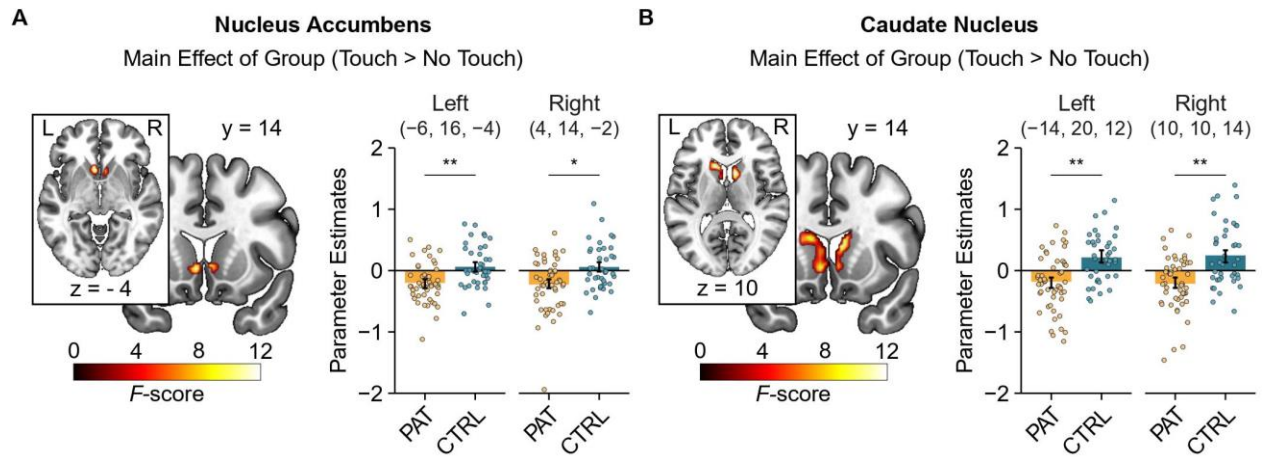 A
Nucleus Accumbens
Main Effect of Group (Touch > No Touch)
L R
y = 14
z = - 4
0 4 8 12
F-score
Left Right
(−6, 16, −4) (4, 14, −2)
** *
Parameter Estimates
2
1
0
−1
−2
PAT CTRL PAT CTRL
B
Caudate Nucleus
Main Effect of Group (Touch > No Touch)
L R
y = 14
z = 10
0 4 8 12
F-score
Left Right
(−14, 20, 12) (10, 10, 14)
** **
Parameter Estimates
2
1
0
−1
−2
PAT CTRL PAT CTRL